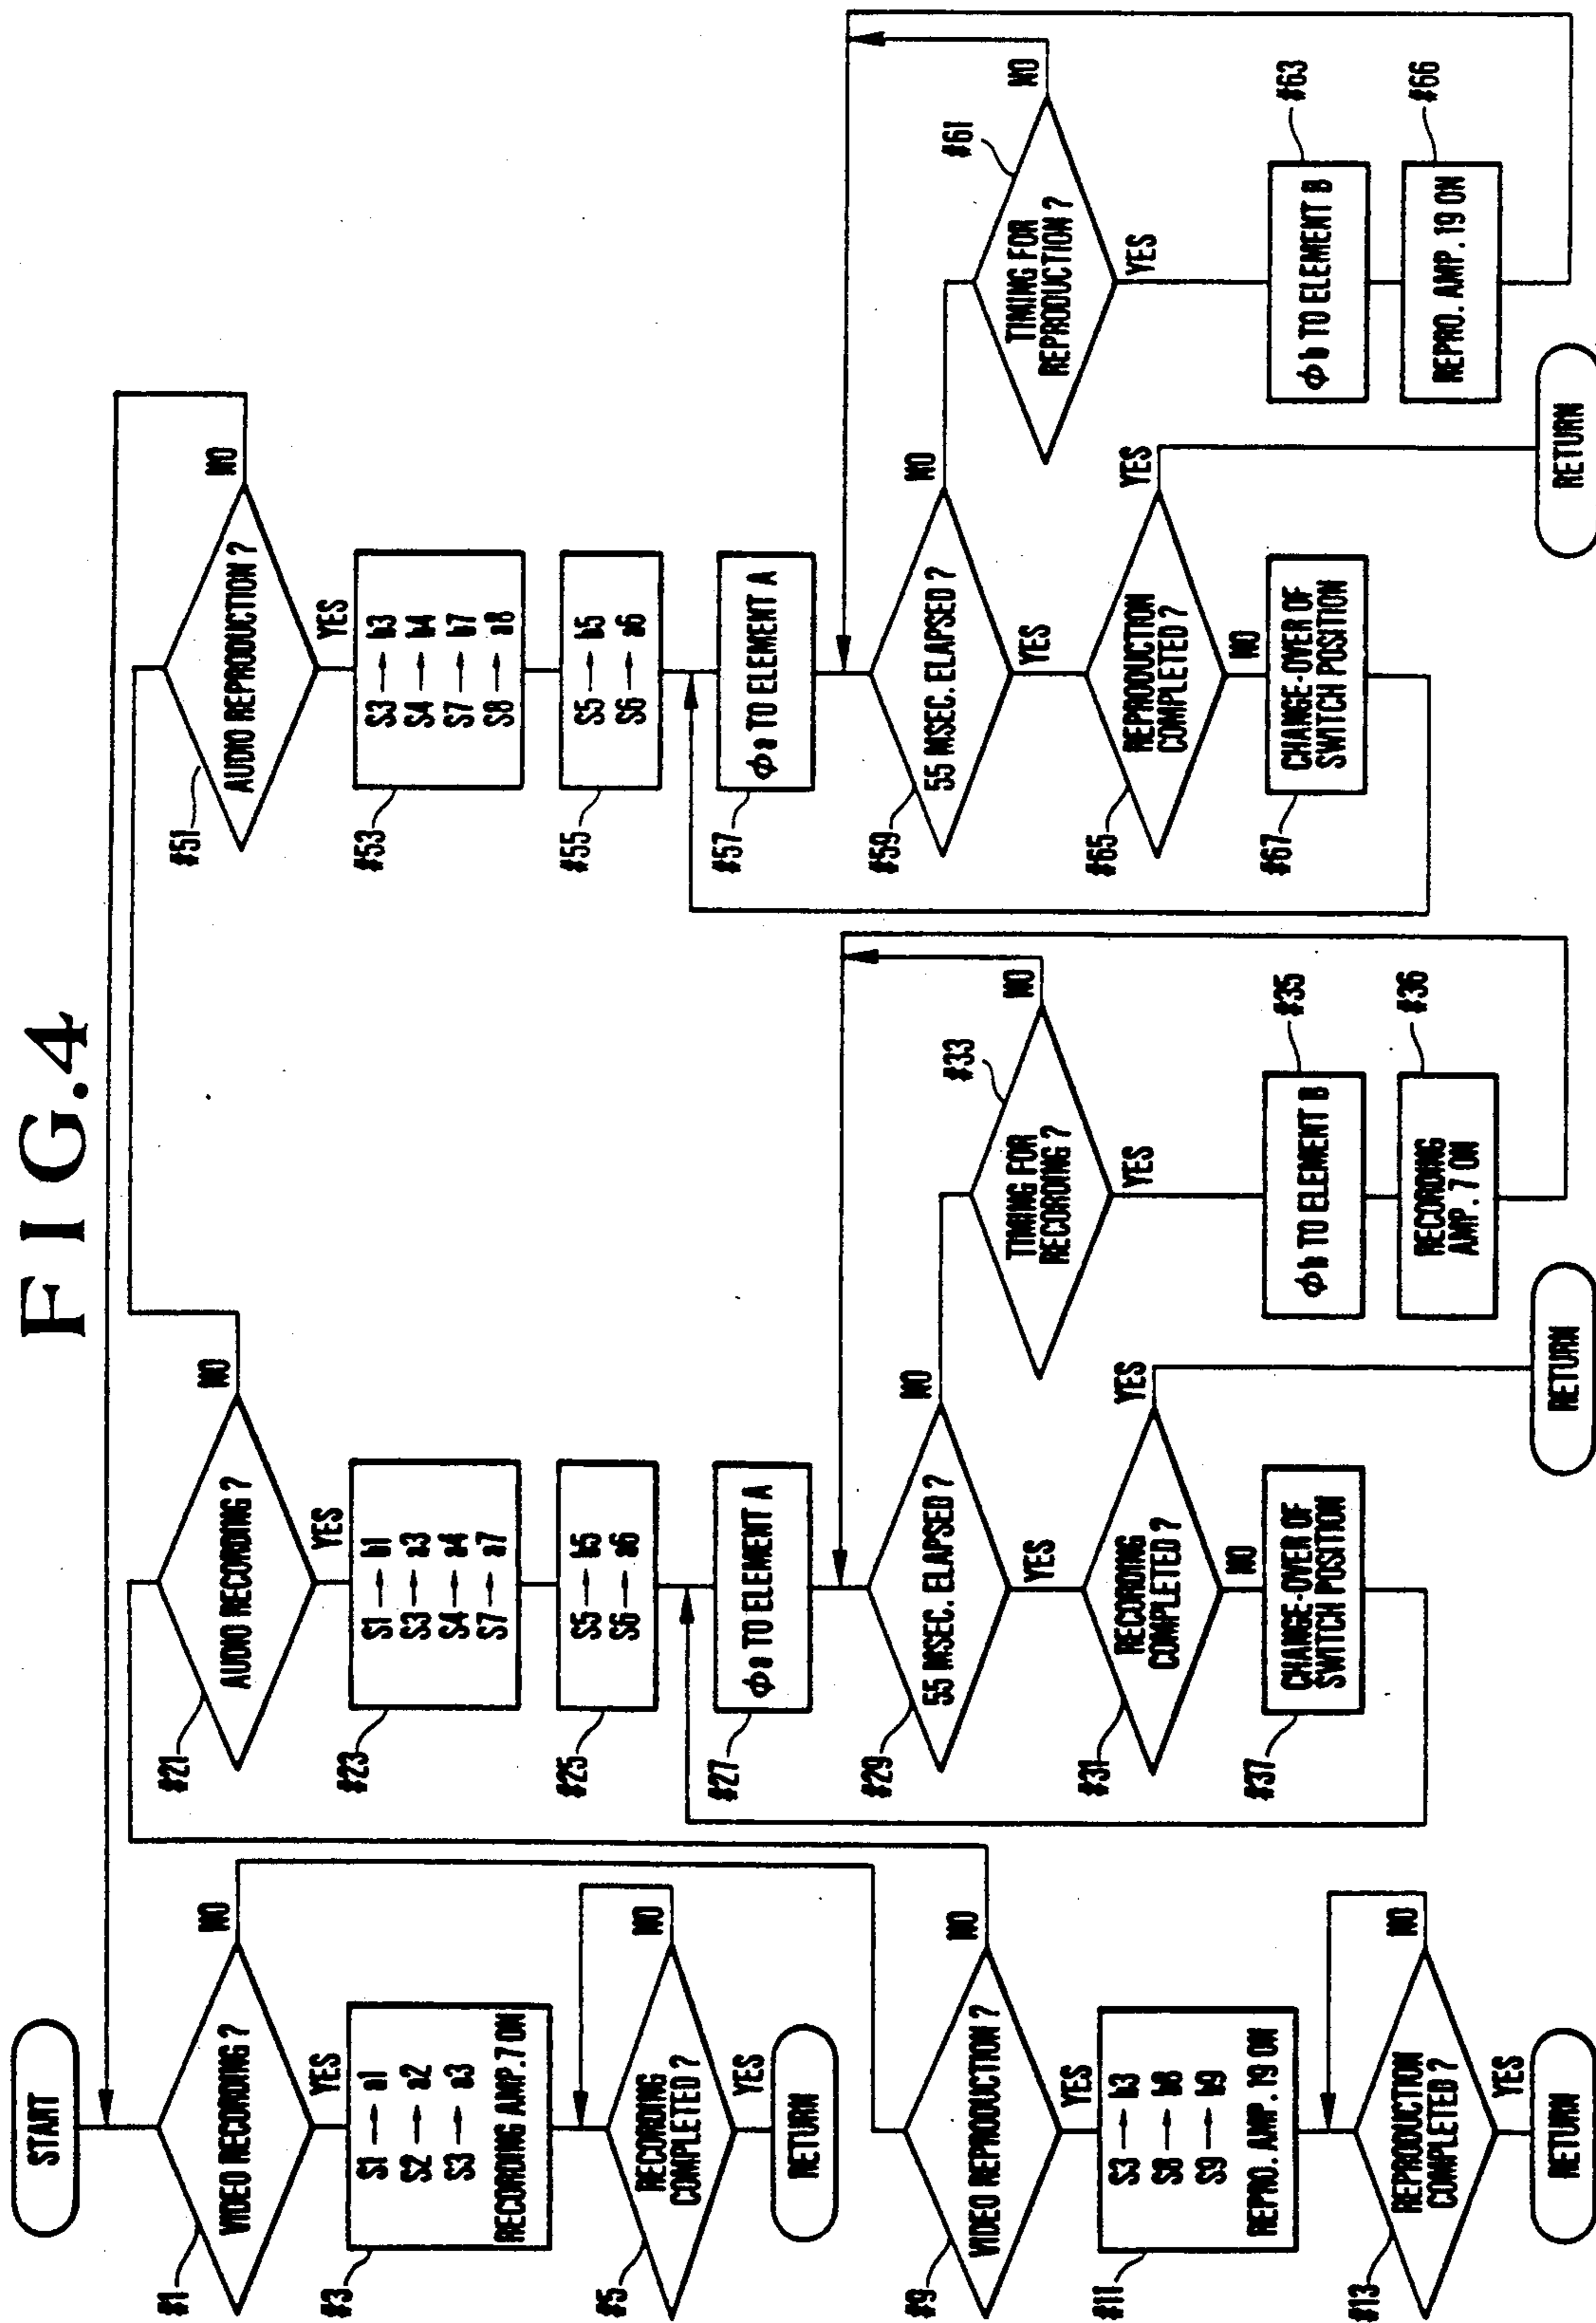 FIG.4
START
#1
VIDEO RECORDING ?
NO
YES
#3
S1 → a1
S2 → a2
S3 → a3
RECORDING AMP.7 ON
#5
RECORDING
COMPLETED ?
NO
YES
RETURN
#9
VIDEO REPRODUCTION ?
NO
YES
#11
S3 → b3
S8 → b8
S9 → b9
REPRO. AMP. 19 ON
#13
REPRODUCTION
COMPLETED ?
NO
YES
RETURN
#21
AUDIO RECORDING ?
NO
YES
#23
S1 → b1
S3 → a3
S4 → a4
S7 → a7
#25
S5 → b5
S6 → a6
#27
ϕa TO ELEMENT A
#29
55 MSEC. ELAPSED ?
NO
YES
#31
RECORDING
COMPLETED ?
YES
NO
#37
CHANGE-OVER OF
SWITCH POSITION
#33
TIMING FOR
RECORDING ?
NO
YES
#35
ϕb TO ELEMENT B
#36
RECORDING
AMP. 7 ON
RETURN
#51
AUDIO REPRODUCTION ?
NO
YES
#53
S3 → b3
S4 → b4
S7 → b7
S8 → a8
#55
S5 → b5
S6 → a6
#57
ϕa TO ELEMENT A
#59
55 MSEC. ELAPSED ?
NO
YES
#65
REPRODUCTION
COMPLETED ?
YES
NO
#67
CHANGE-OVER OF
SWITCH POSITION
#61
TIMING FOR
REPRODUCTION ?
NO
YES
#63
ϕb TO ELEMENT B
#66
REPRO. AMP. 19 ON
RETURN